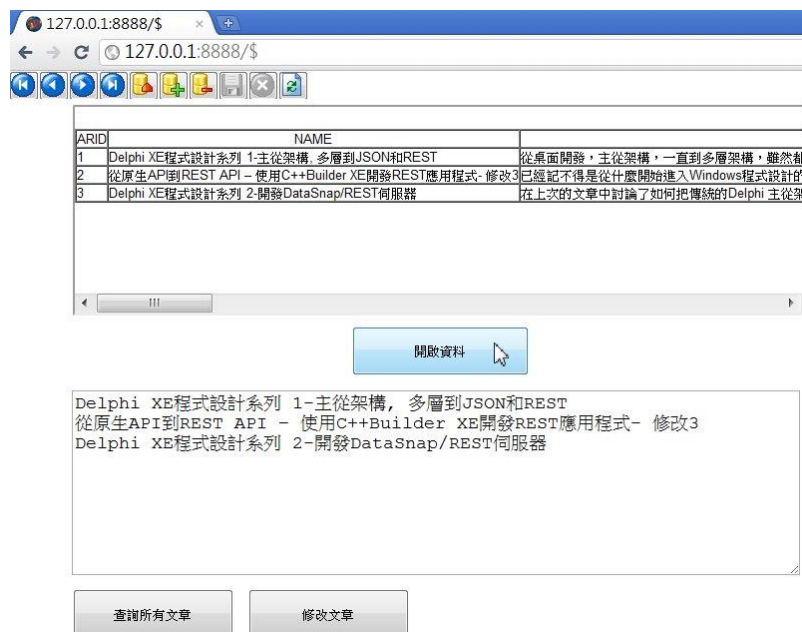 127.0.0.1:8888/$
127.0.0.1:8888/$
ARID NAME
1 Delphi XE程式設計系列 1-主從架構, 多層到JSON和REST 從桌面開發,主從架構,一直到多層架構,雖然都
2 從原生API到REST API – 使用C++Builder XE開發REST應用程式- 修改3 已經記不得是從什麼開始進入Windows程式設計的
3 Delphi XE程式設計系列 2-開發DataSnap/REST伺服器 在上次的文章中討論了如何把傳統的Delphi 主從架
開啟資料
Delphi XE程式設計系列 1-主從架構, 多層到JSON和REST
從原生API到REST API – 使用C++Builder XE開發REST應用程式- 修改3
Delphi XE程式設計系列 2-開發DataSnap/REST伺服器
查詢所有文章 修改文章